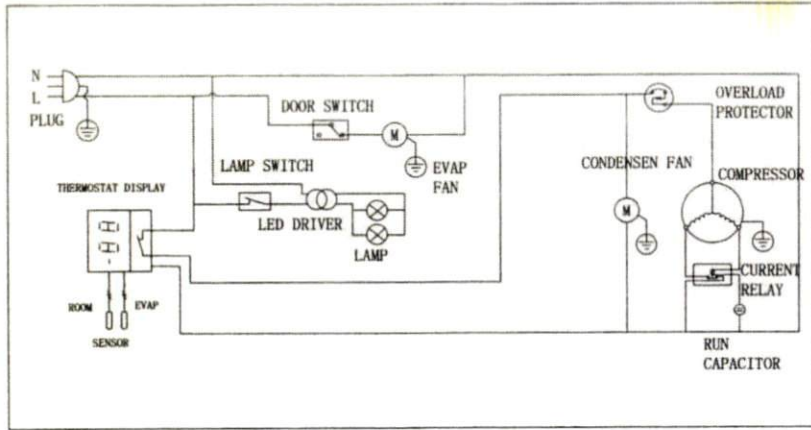 N
L
PLUG
DOOR SWITCH
M
EVAP
FAN
OVERLOAD
PROTECTOR
LAMP SWITCH
CONDENSEN FAN
COMPRESSOR
THERMOSTAT DISPLAY
LED DRIVER
M
LAMP
CURRENT
RELAY
ROOM
EVAP
SENSOR
RUN
CAPACITOR